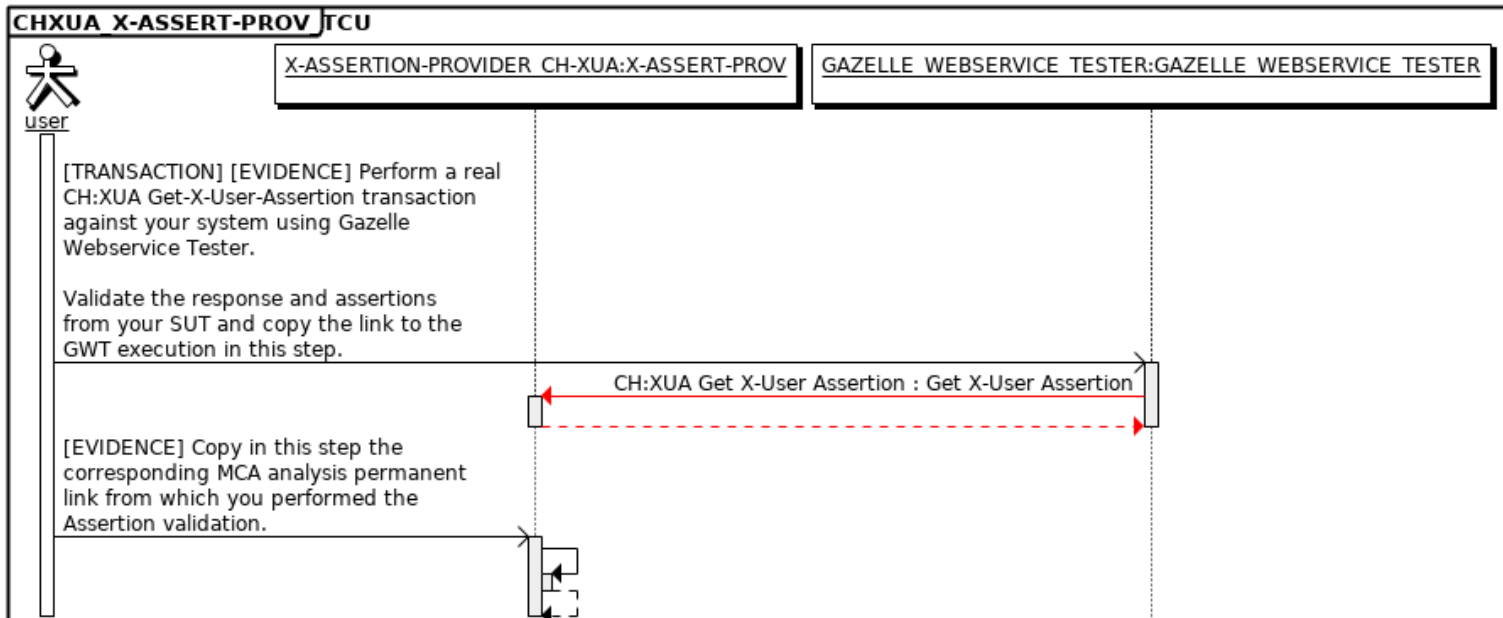 CHXUA_X-ASSERT-PROV_TCU
X-ASSERTION-PROVIDER_CH-XUA:X-ASSERT-PROV
GAZELLE_WEBSERVICE_TESTER:GAZELLE_WEBSERVICE_TESTER
user
[TRANSACTION] [EVIDENCE] Perform a real
CH:XUA Get-X-User-Assertion transaction
against your system using Gazelle
Webservice Tester.
Validate the response and assertions
from your SUT and copy the link to the
GWT execution in this step.
CH:XUA Get X-User Assertion : Get X-User Assertion
[EVIDENCE] Copy in this step the
corresponding MCA analysis permanent
link from which you performed the
Assertion validation.